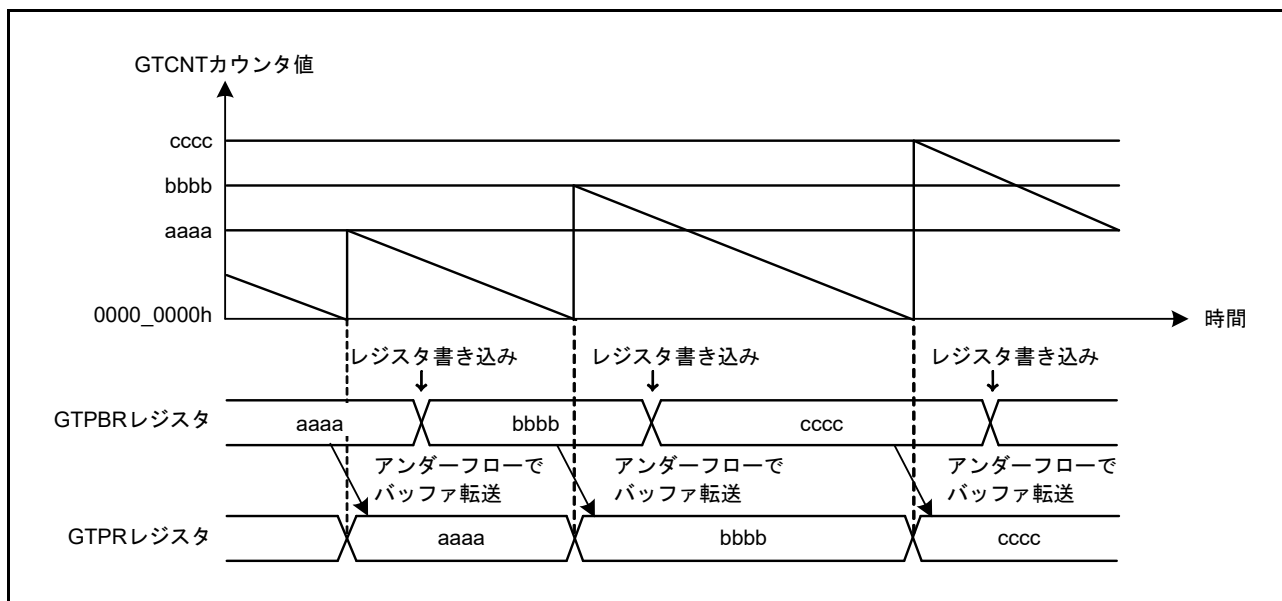 GTCNTカウンタ値
cccc
bbbb
aaaa
0000_0000h
時間
レジスタ書き込み レジスタ書き込み レジスタ書き込み
GTPBRレジスタ aaaa bbbb cccc
アンダーフローで アンダーフローで アンダーフローで
バッファ転送 バッファ転送 バッファ転送
GTPRレジスタ aaaa bbbb cccc